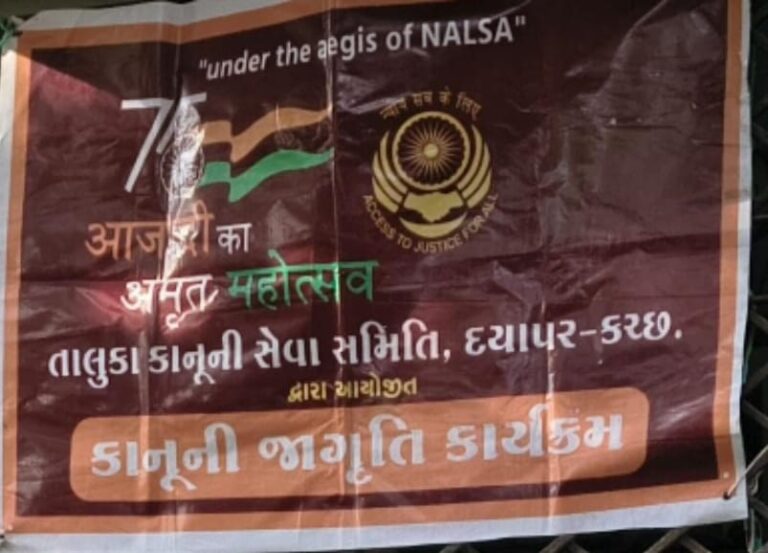 "under the aegis of NALSA"
75
न्याय सब के लिए
ACCESS TO JUSTICE FOR ALL
आज़ादी का
अमृत महोत्सव
તાલુકા કાનૂની સેવા સમિતિ, દયાપર-કચ્છ.
દ્વારા આયોજીત
કાનૂની જાગૃતિ કાર્યક્રમ